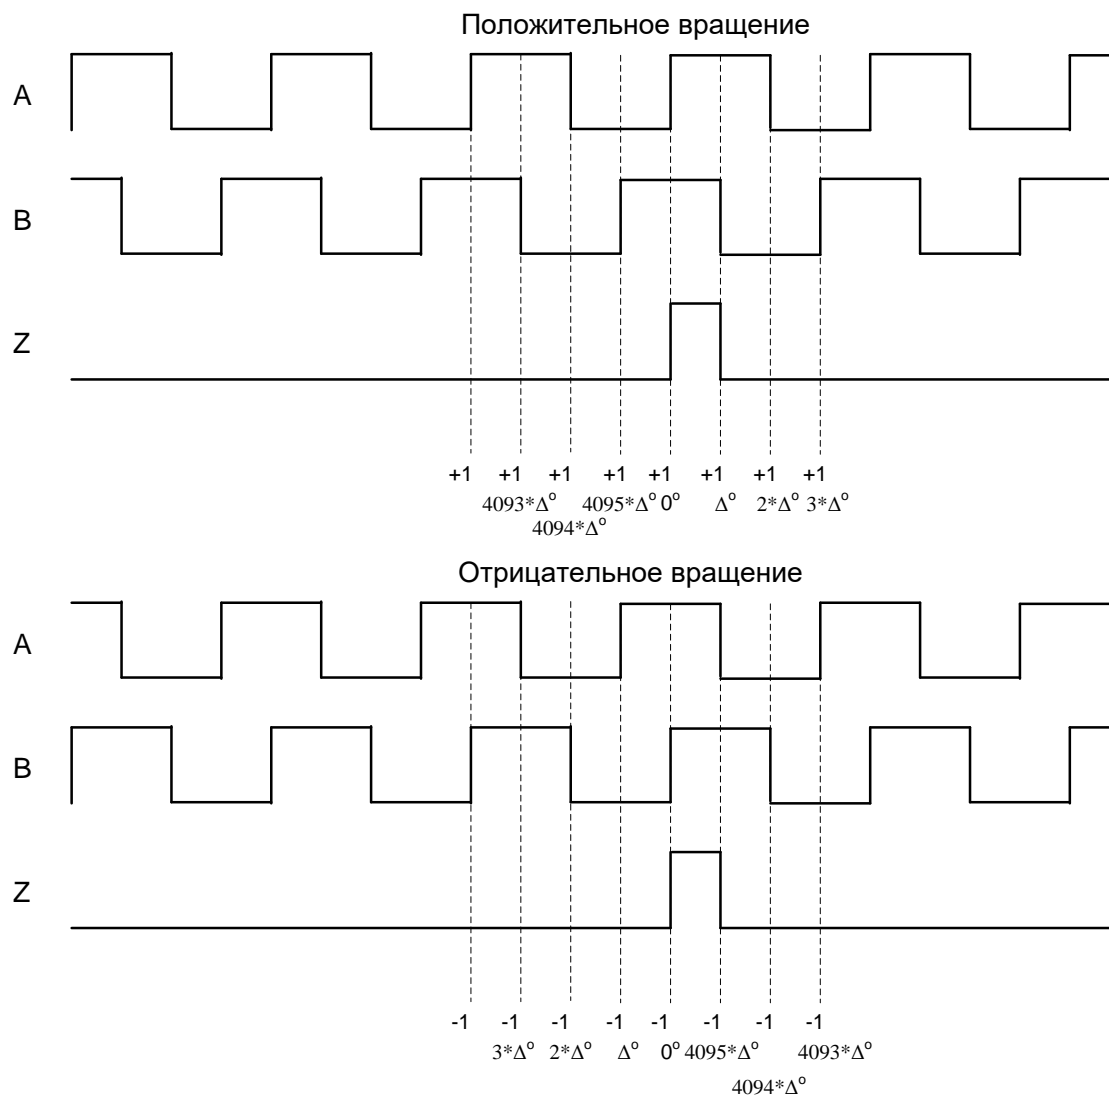 Положительное вращение
A
B
Z
+1 +1 +1 +1 +1 +1 +1 +1
4093*Δ° 4095*Δ° 0° Δ° 2*Δ° 3*Δ°
4094*Δ°
Отрицательное вращение
A
B
Z
-1 -1 -1 -1 -1 -1 -1 -1
3*Δ° 2*Δ° Δ° 0° 4095*Δ° 4093*Δ°
4094*Δ°